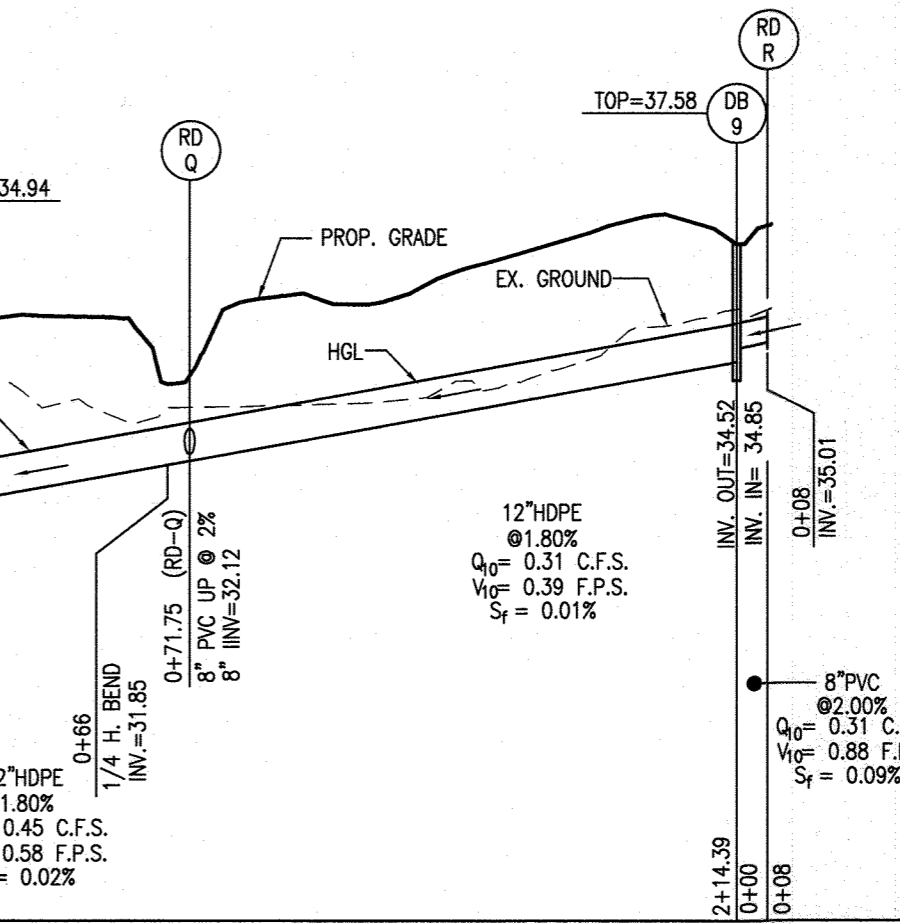 RD
R
TOP=37.58
DB
9
RD
Q
34.94
PROP. GRADE
EX. GROUND
HGL
INV. OUT=34.52
INV. IN= 34.85
0+08
INV.=35.01
12"HDPE
@1.80%
Q10= 0.31 C.F.S.
V10= 0.39 F.P.S.
Sf = 0.01%
0+71.75 (RD-Q)
8" PVC UP @ 2%
8" IINV=32.12
0+66
1/4 H. BEND
INV.=31.85
8"PVC
@2.00%
Q10= 0.31 C.
V10= 0.88 F.
Sf = 0.09%
2"HDPE
1.80%
0.45 C.F.S.
0.58 F.P.S.
= 0.02%
2+14.39
0+00
0+08